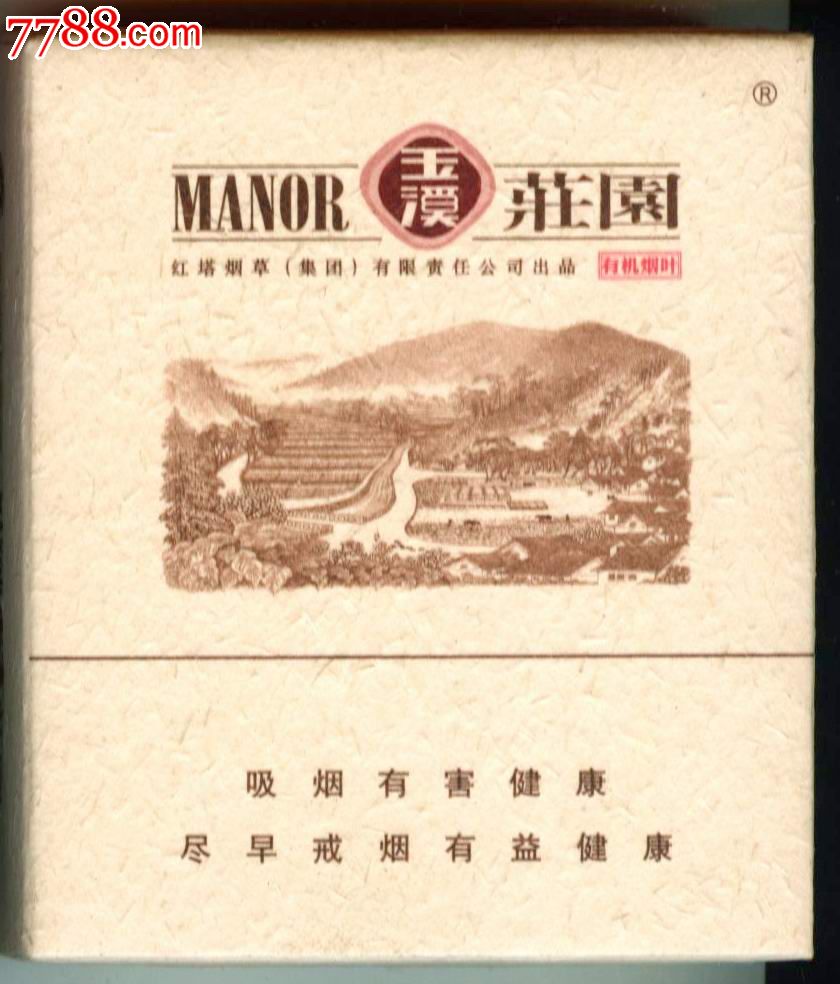 7788.com
®
MANOR 玉溪 莊園
红塔烟草(集团)有限责任公司出品 有机烟叶
吸烟有害健康
尽早戒烟有益健康